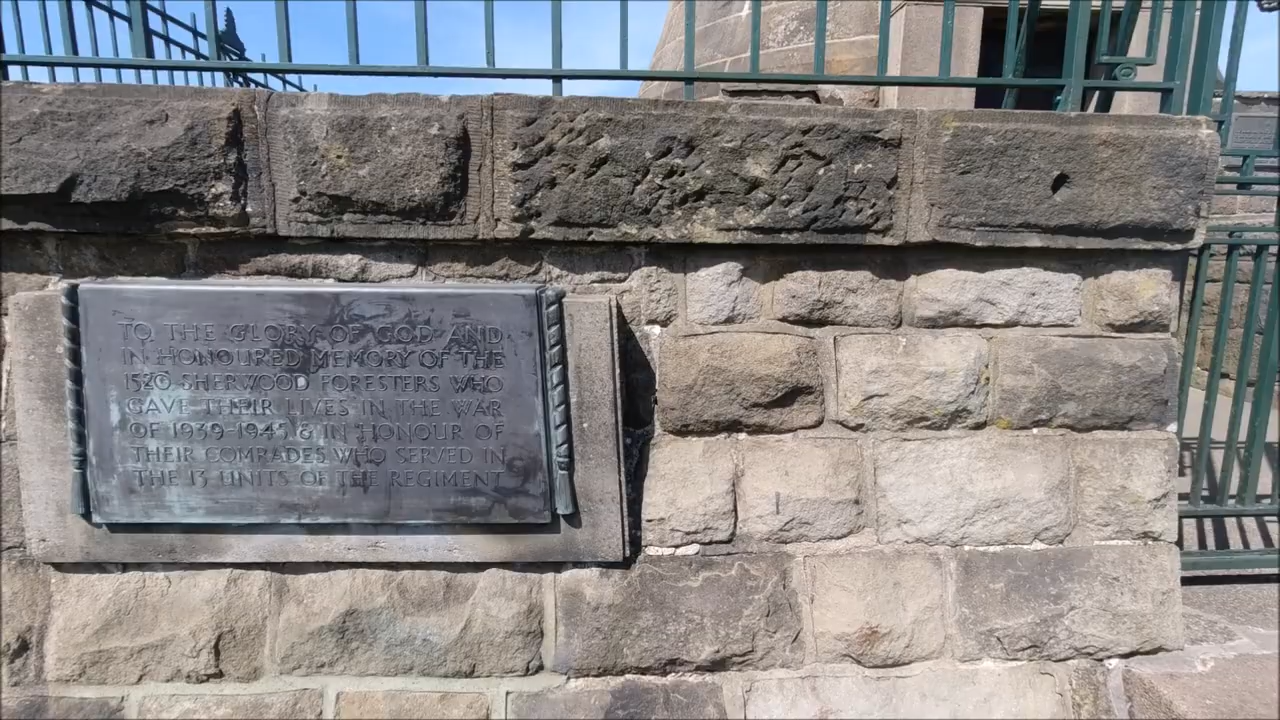 TO THE GLORY OF GOD AND
IN HONOURED MEMORY OF THE
1520 SHERWOOD FORESTERS WHO
GAVE THEIR LIVES IN THE WAR
OF 1939-1945 & IN HONOUR OF
THEIR COMRADES WHO SERVED IN
THE 13 UNITS OF THE REGIMENT